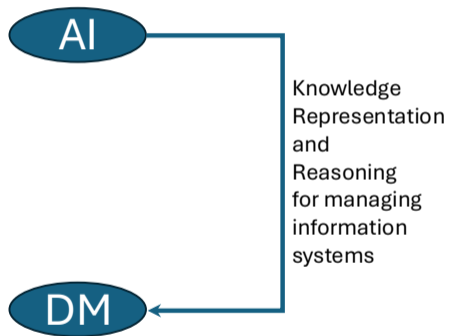 AI
Knowledge
Representation
and
Reasoning
for managing
information
systems
DM